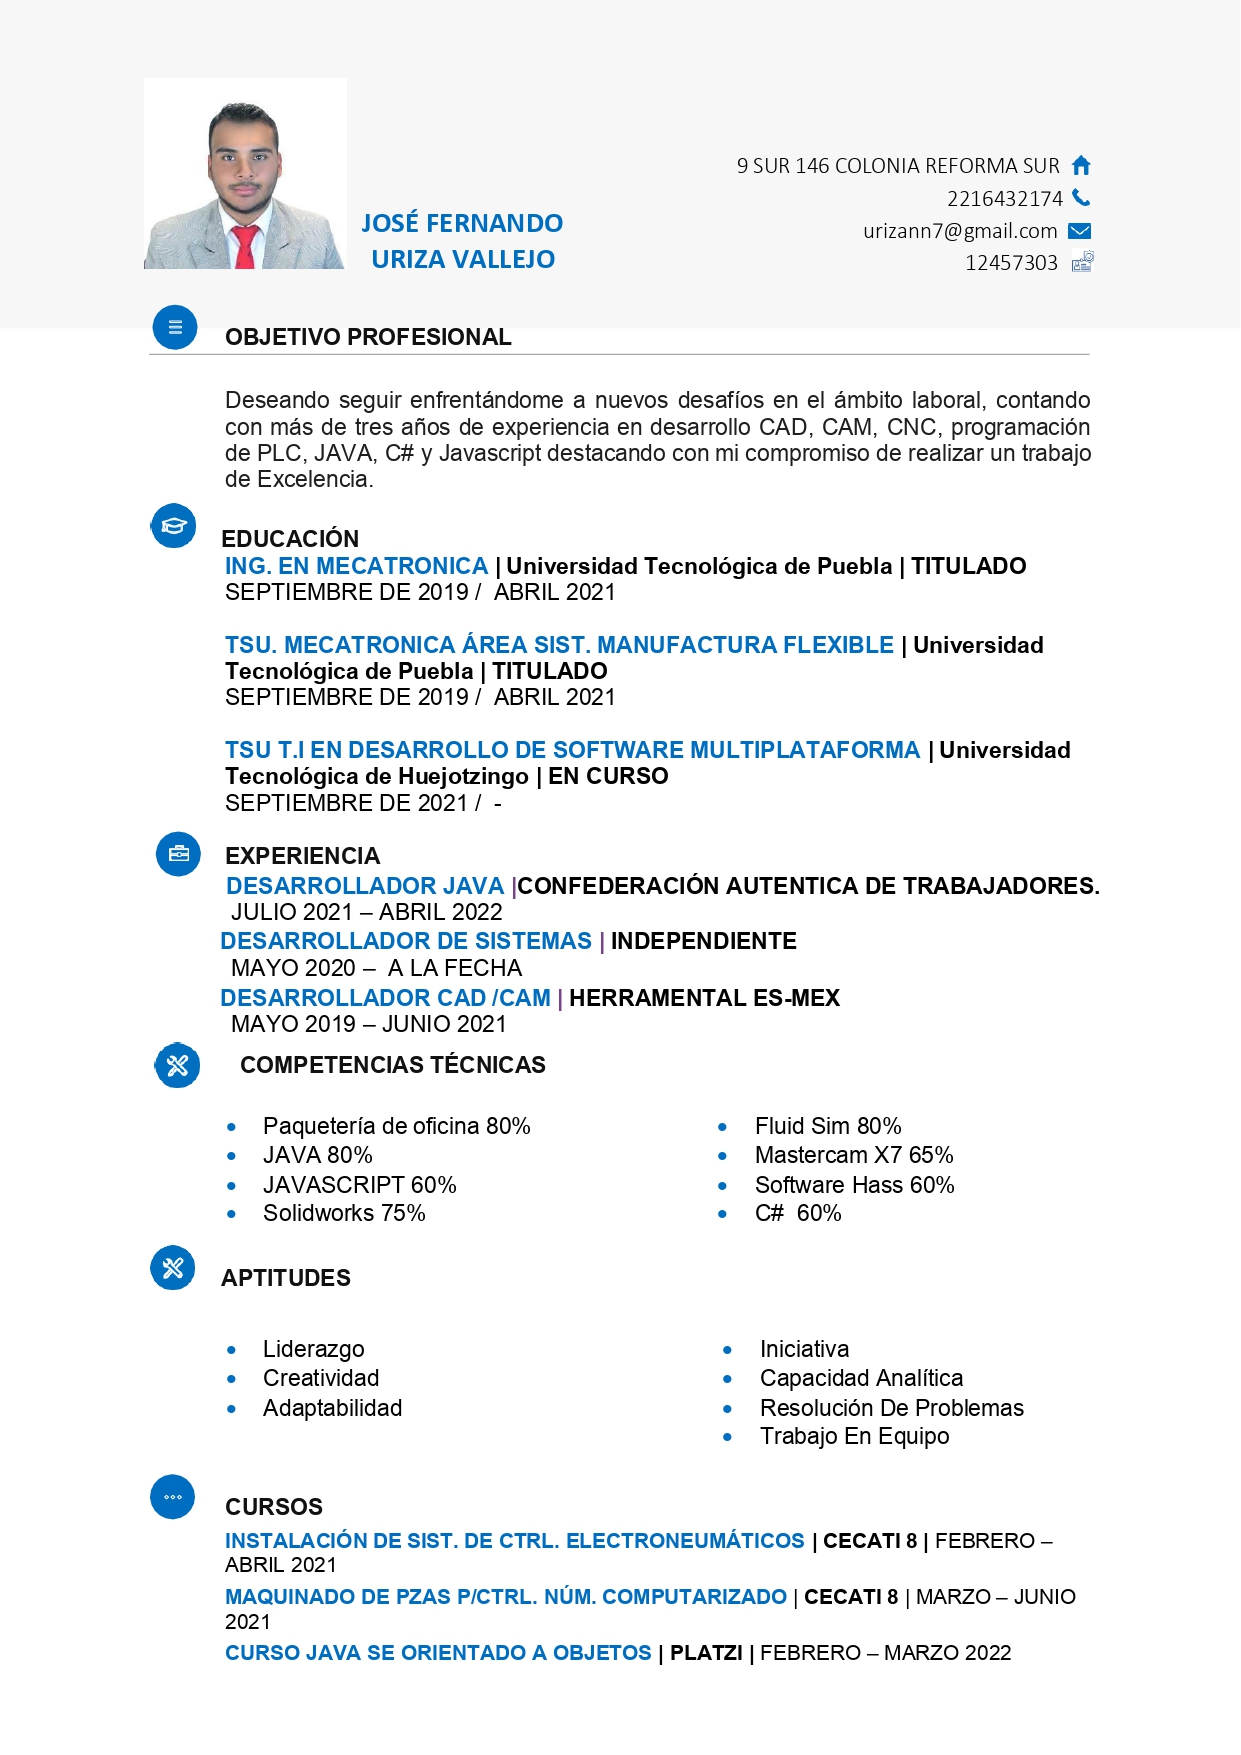 JOSÉ FERNANDO
URIZA VALLEJO
9 SUR 146 COLONIA REFORMA SUR
2216432174
urizann7@gmail.com
12457303
OBJETIVO PROFESIONAL
Deseando seguir enfrentándome a nuevos desafíos en el ámbito laboral, contando
con más de tres años de experiencia en desarrollo CAD, CAM, CNC, programación
de PLC, JAVA, C# y Javascript destacando con mi compromiso de realizar un trabajo
de Excelencia.
EDUCACIÓN
ING. EN MECATRONICA | Universidad Tecnológica de Puebla | TITULADO
SEPTIEMBRE DE 2019 / ABRIL 2021
TSU. MECATRONICA ÁREA SIST. MANUFACTURA FLEXIBLE | Universidad
Tecnológica de Puebla | TITULADO
SEPTIEMBRE DE 2019 / ABRIL 2021
TSU T.I EN DESARROLLO DE SOFTWARE MULTIPLATAFORMA | Universidad
Tecnológica de Huejotzingo | EN CURSO
SEPTIEMBRE DE 2021 / -
EXPERIENCIA
DESARROLLADOR JAVA |CONFEDERACIÓN AUTENTICA DE TRABAJADORES.
JULIO 2021 – ABRIL 2022
DESARROLLADOR DE SISTEMAS | INDEPENDIENTE
MAYO 2020 – A LA FECHA
DESARROLLADOR CAD /CAM | HERRAMENTAL ES-MEX
MAYO 2019 – JUNIO 2021
COMPETENCIAS TÉCNICAS
• Paquetería de oficina 80%
• JAVA 80%
• JAVASCRIPT 60%
• Solidworks 75%
• Fluid Sim 80%
• Mastercam X7 65%
• Software Hass 60%
• C# 60%
APTITUDES
• Liderazgo
• Creatividad
• Adaptabilidad
• Iniciativa
• Capacidad Analítica
• Resolución De Problemas
• Trabajo En Equipo
CURSOS
INSTALACIÓN DE SIST. DE CTRL. ELECTRONEUMÁTICOS | CECATI 8 | FEBRERO –
ABRIL 2021
MAQUINADO DE PZAS P/CTRL. NÚM. COMPUTARIZADO | CECATI 8 | MARZO – JUNIO
2021
CURSO JAVA SE ORIENTADO A OBJETOS | PLATZI | FEBRERO – MARZO 2022